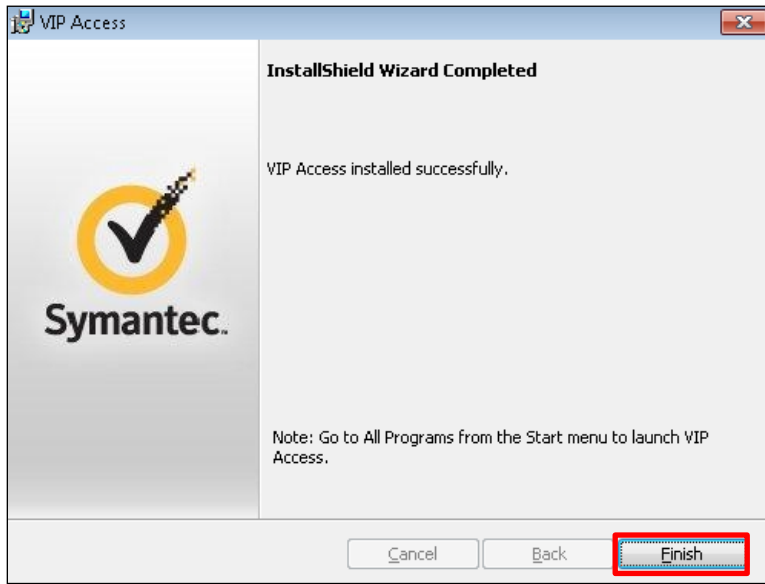 VIP Access
InstallShield Wizard Completed
VIP Access installed successfully.
Symantec.
Note: Go to All Programs from the Start menu to launch VIP
Access.
Cancel
Back
Finish